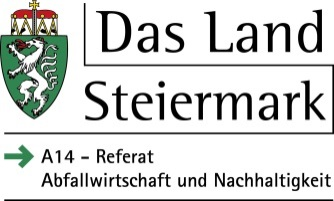 Das Land
Steiermark
A14 – Referat
Abfallwirtschaft und Nachhaltigkeit